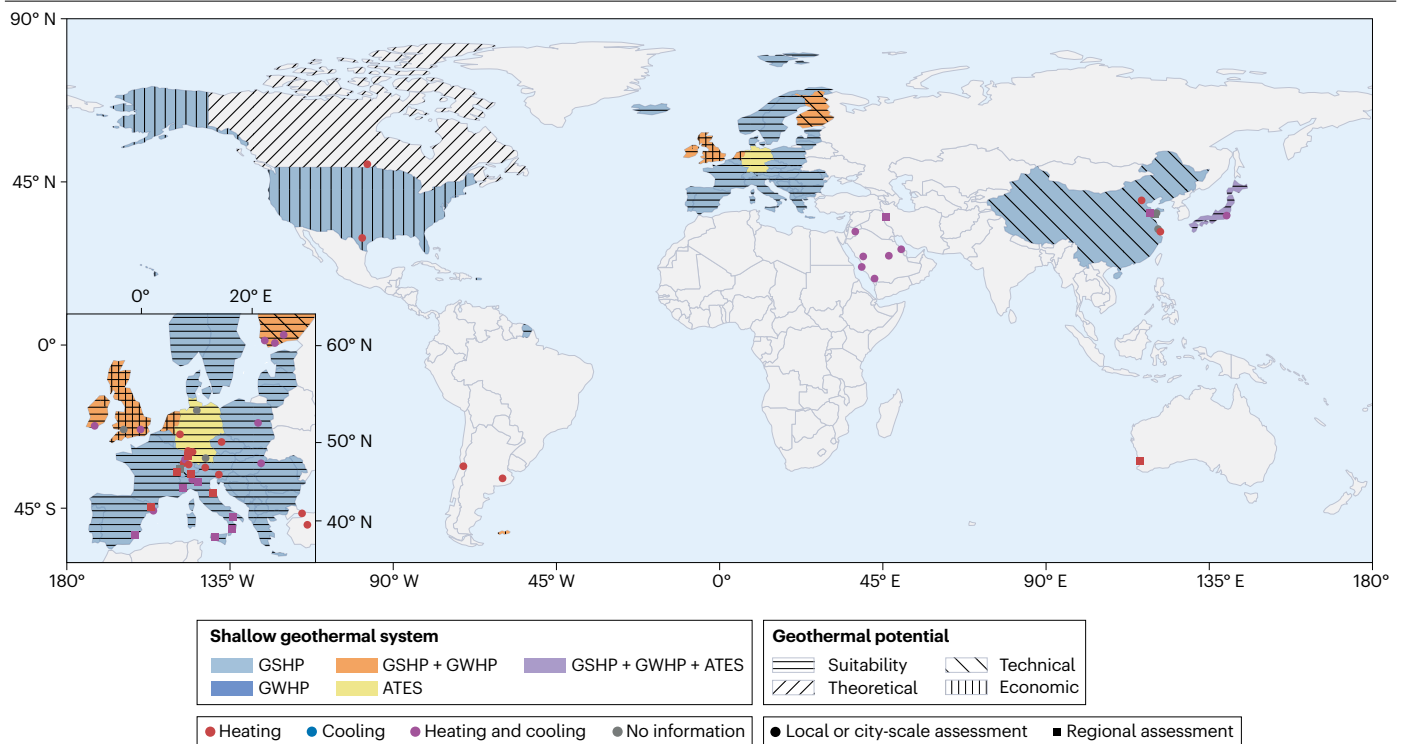 90° N
45° N
0°
45° S
0° 20° E
60° N
50° N
40° N
180° 135° W 90° W 45° W 0° 45° E 90° E 135° E 180°
Shallow geothermal system
GSHP GSHP + GWHP GSHP + GWHP + ATES
GWHP ATES
Geothermal potential
Suitability Technical
Theoretical Economic
Heating Cooling Heating and cooling No information
Local or city-scale assessment Regional assessment